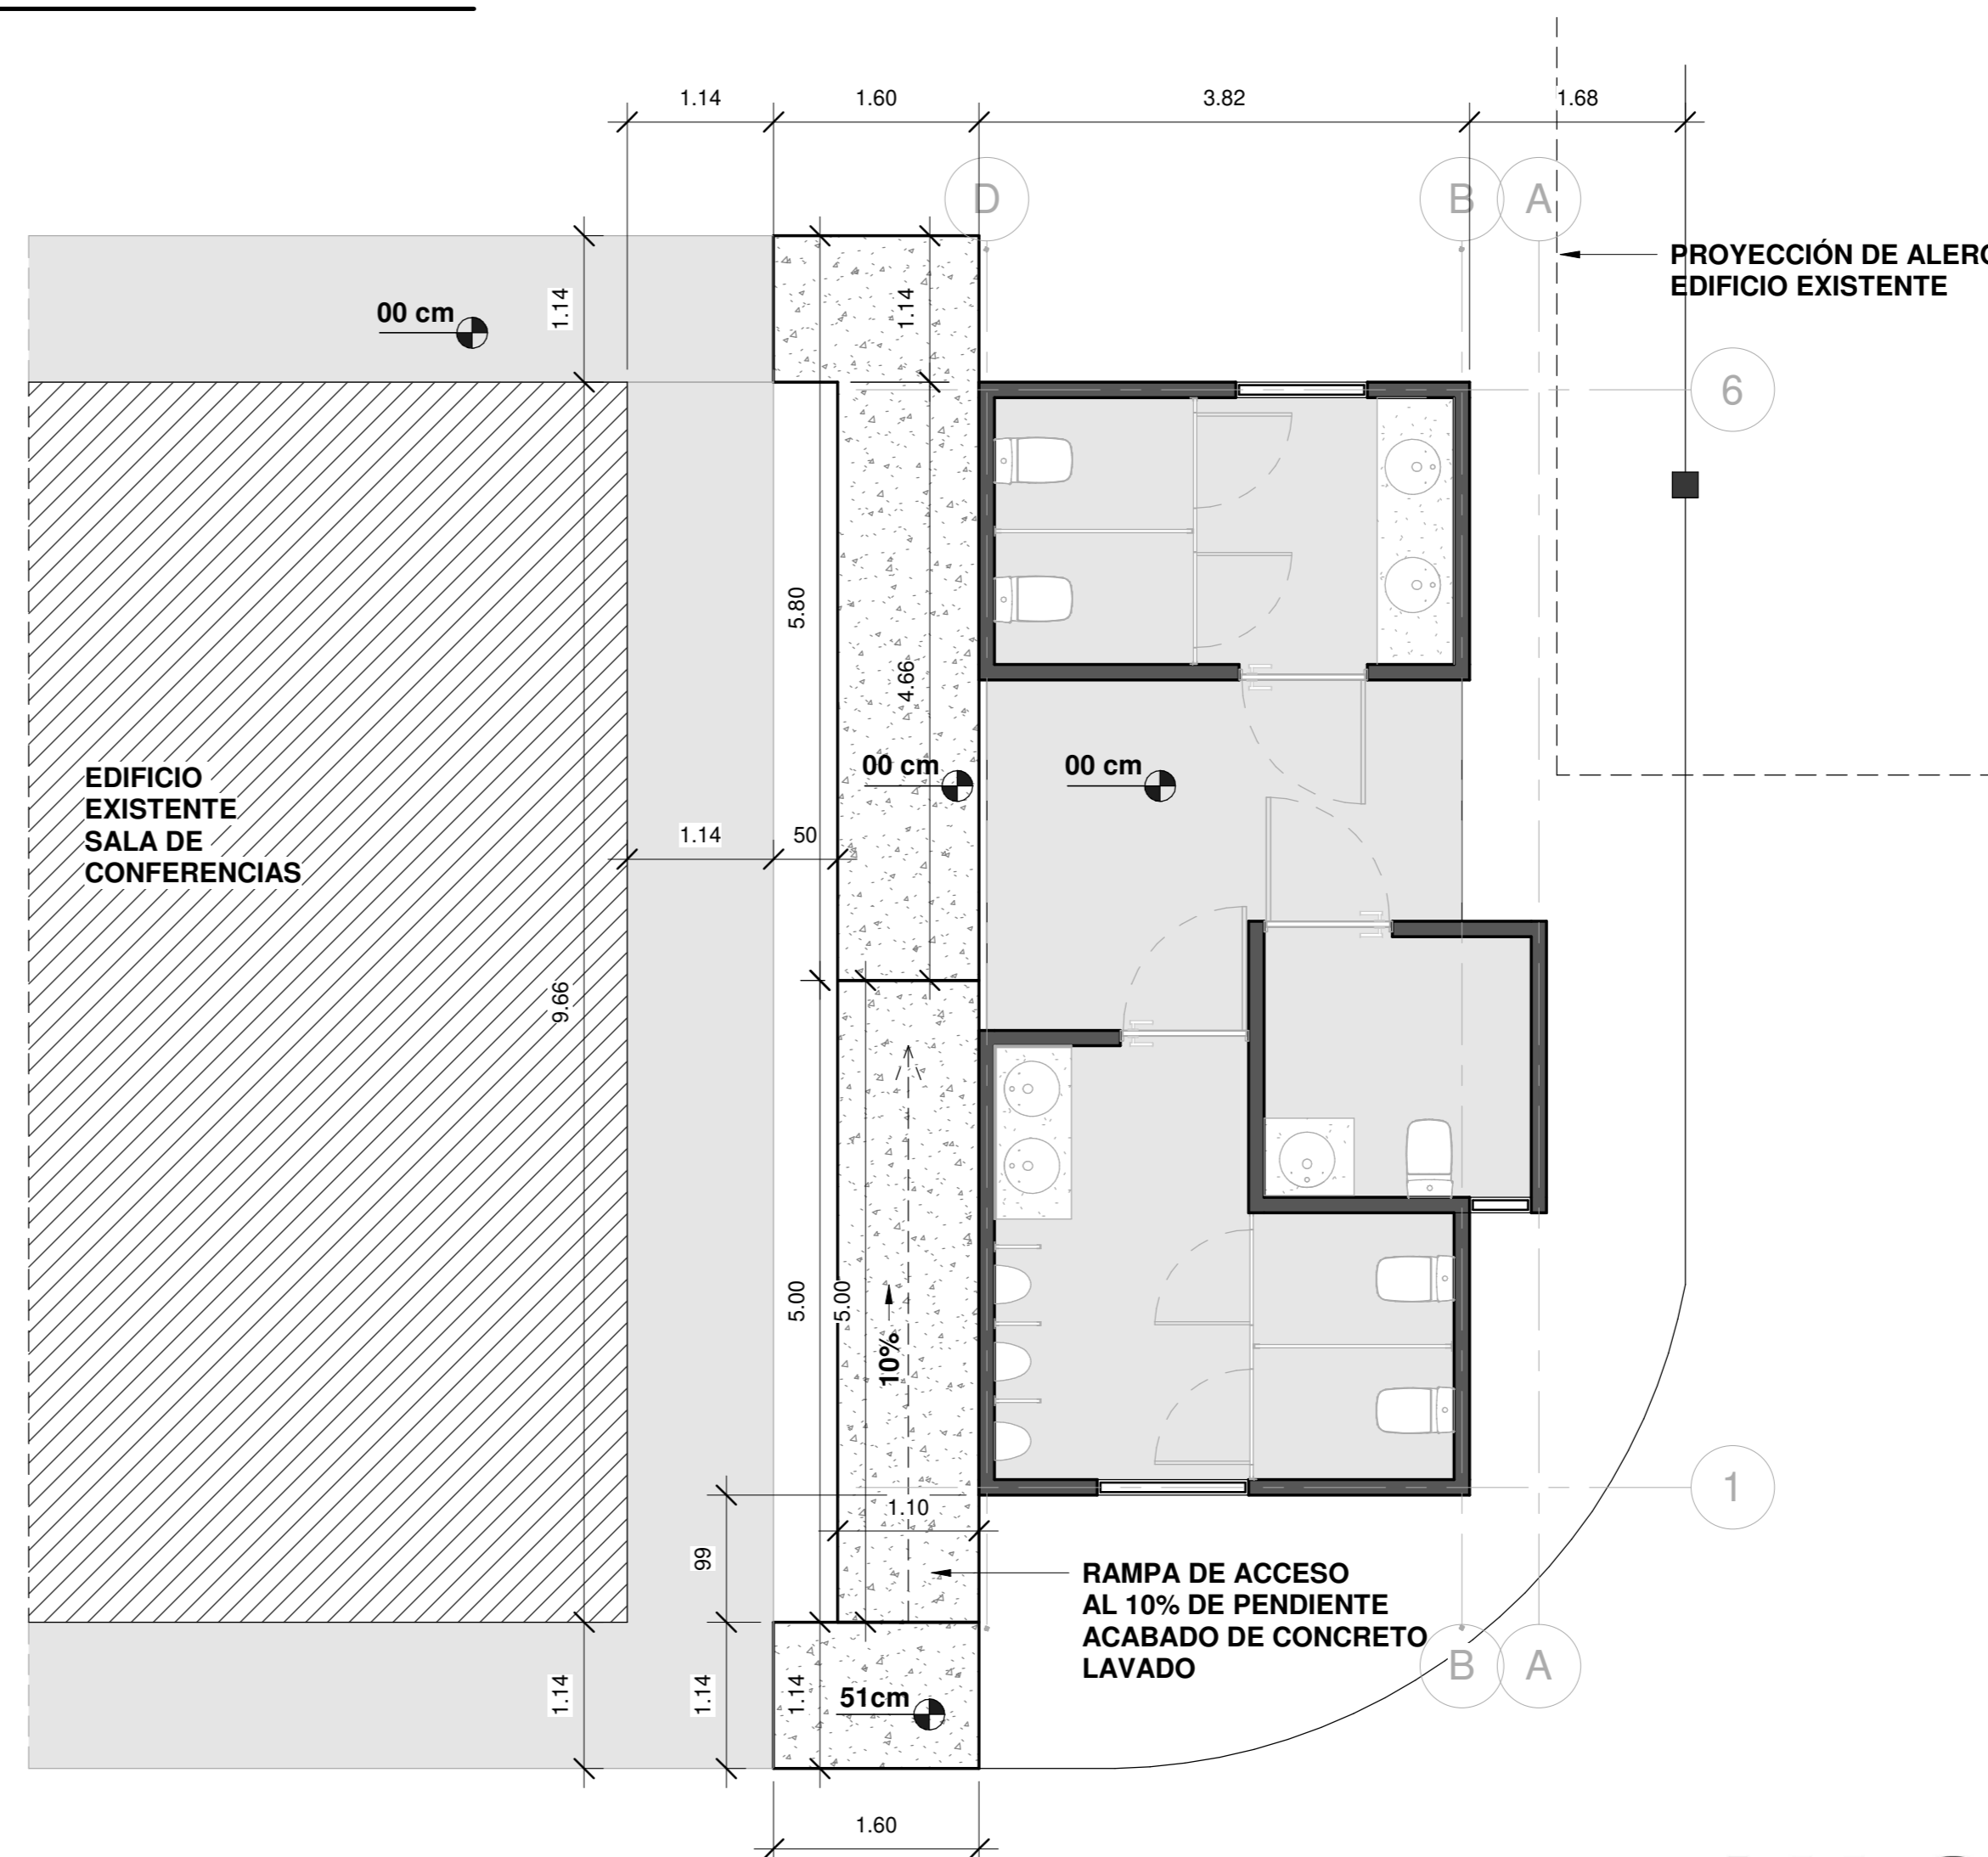 1.14
1.60
3.82
1.68
D
B
A
PROYECCIÓN DE ALERO
EDIFICIO EXISTENTE
00 cm
1.14
1.14
6
5.80
4.66
00 cm
00 cm
EDIFICIO
EXISTENTE
SALA DE
CONFERENCIAS
1.14
50
9.66
5.00
5.00
10%
1.10
1
99
RAMPA DE ACCESO
AL 10% DE PENDIENTE
ACABADO DE CONCRETO
LAVADO
B
A
1.14
1.14
1.14
51cm
1.60